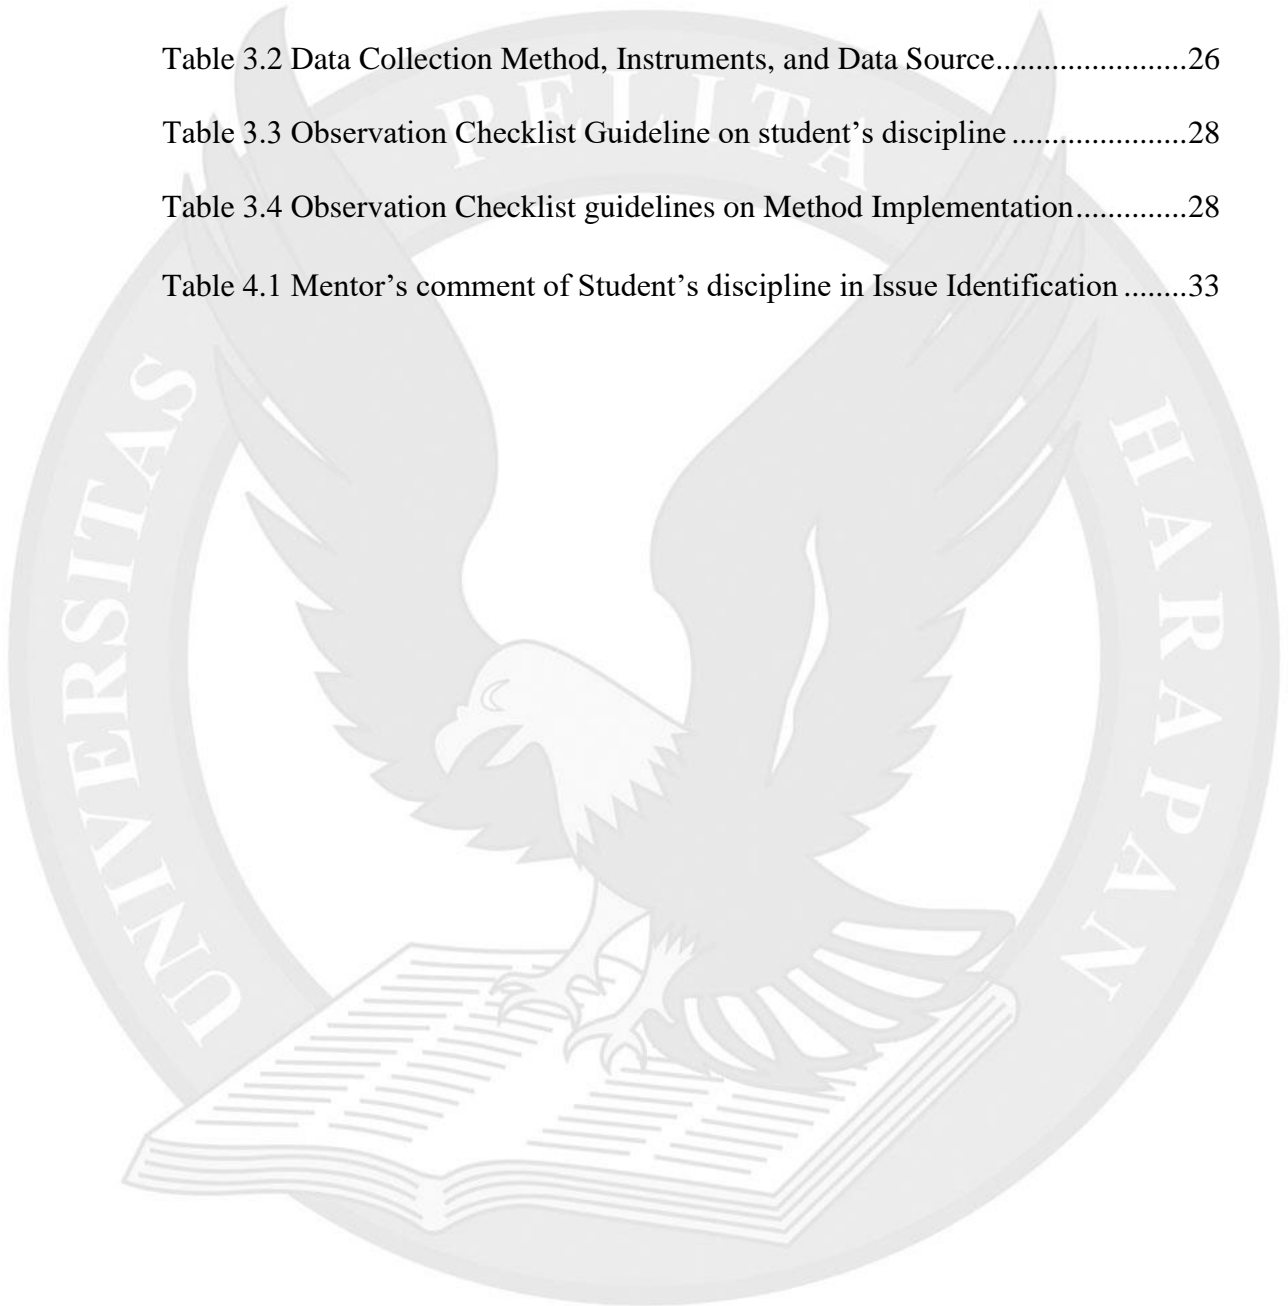 Table 3.2 Data Collection Method, Instruments, and Data Source......................26
Table 3.3 Observation Checklist Guideline on student’s discipline ....................28
Table 3.4 Observation Checklist guidelines on Method Implementation.............28
Table 4.1 Mentor’s comment of Student’s discipline in Issue Identification ........33
UNIVERSITAS PELITA HARAPAN